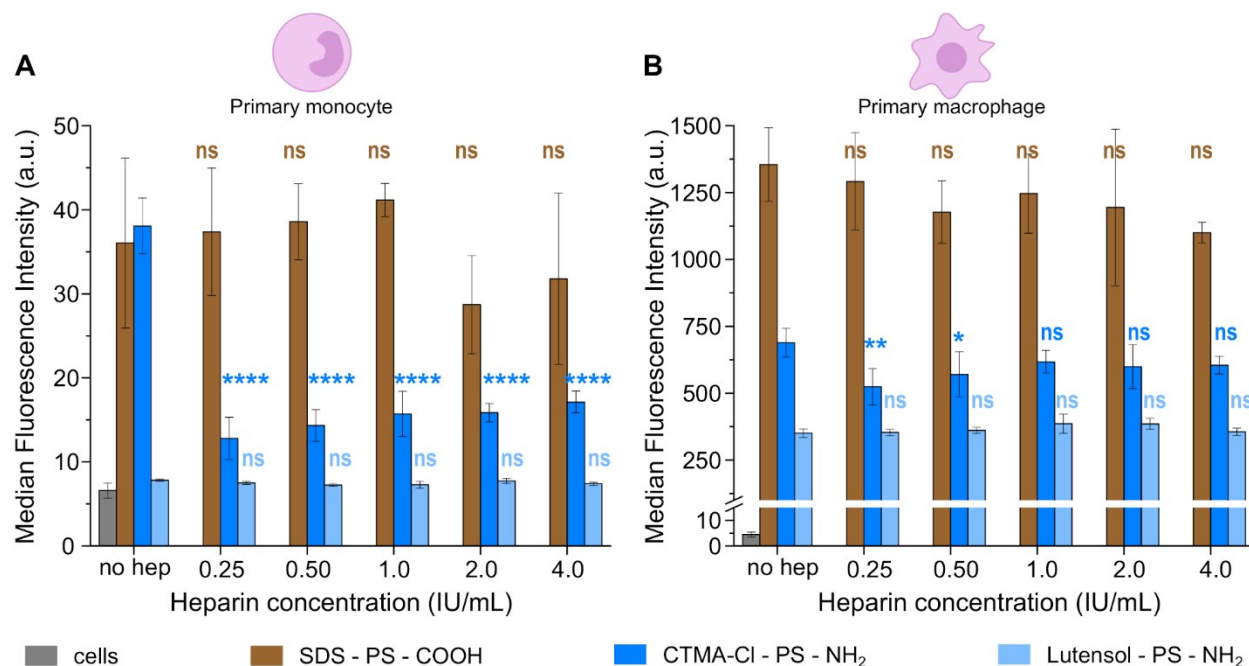 A
Primary monocyte
Median Fluorescence Intensity (a.u.)
50
40
30
20
10
0
ns ns ns ns ns
**** **** **** **** ****
ns ns ns ns ns
no hep 0.25 0.50 1.0 2.0 4.0
Heparin concentration (IU/mL)
B
Primary macrophage
Median Fluorescence Intensity (a.u.)
1500
1250
1000
750
500
250
10
0
ns ns ns ns ns
** * ns ns ns
ns ns ns ns ns
no hep 0.25 0.50 1.0 2.0 4.0
Heparin concentration (IU/mL)
cells SDS - PS - COOH CTMA-Cl - PS - NH₂ Lutensol - PS - NH₂